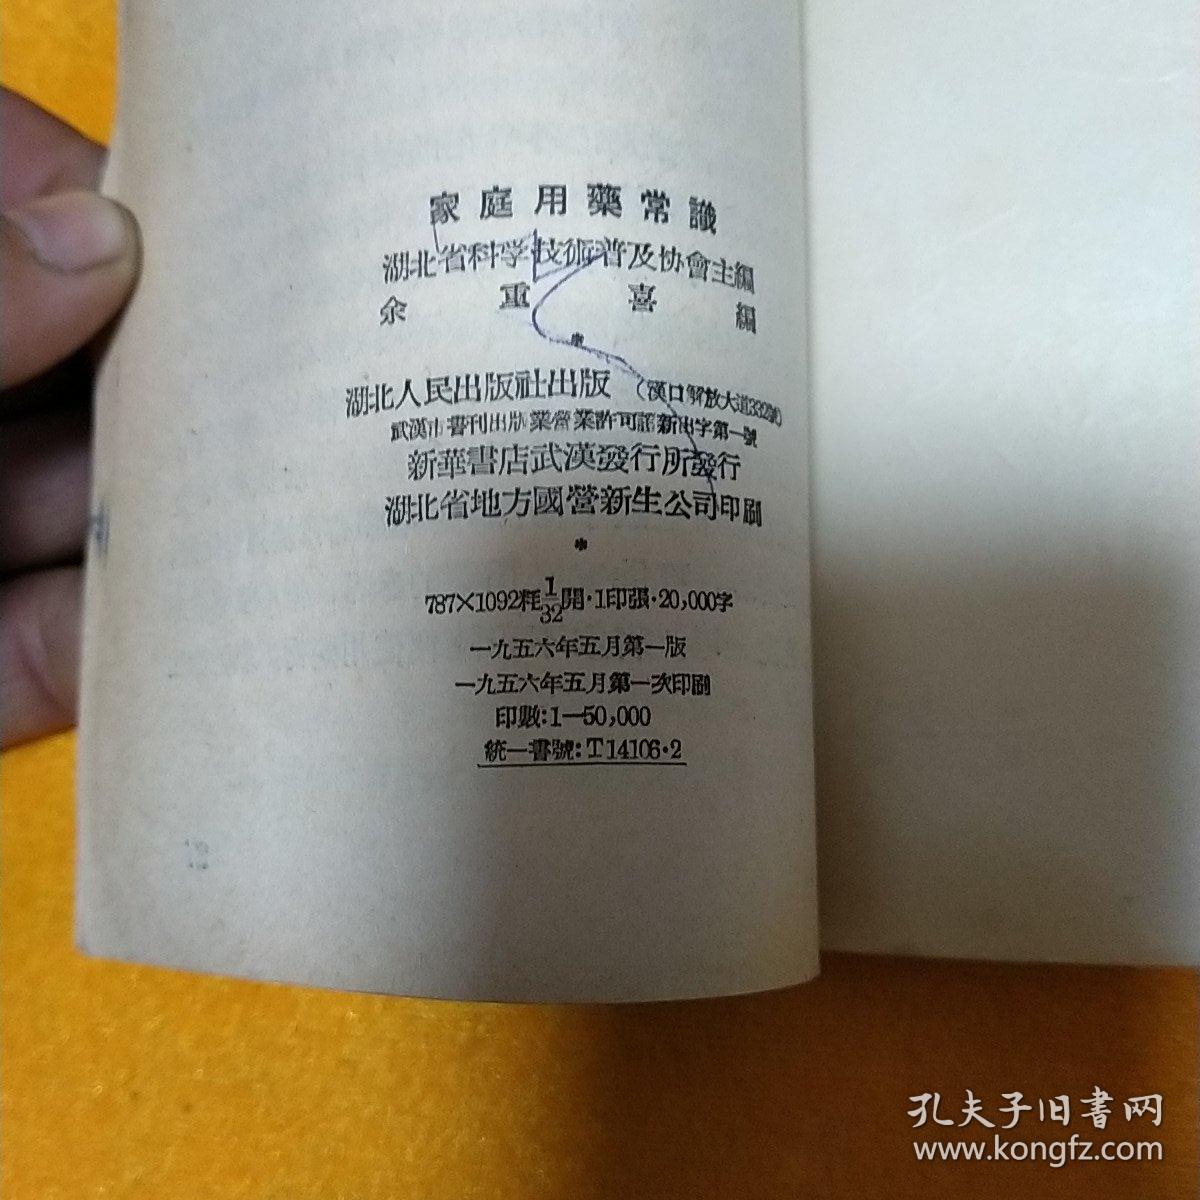 家庭用藥常識
湖北省科学技術普及协會主編
余重喜編
*
湖北人民出版社出版 (漢口解放大道332號)
武漢市書刊出版業營業許可證新出字第一號
新華書店武漢發行所發行
湖北省地方國營新生公司印刷
*
787×1092粍1/32開·1印張·20,000字
一九五六年五月第一版
一九五六年五月第一次印刷
印数:1—50,000
統一書號:T14106·2
孔夫子旧書网
www.kongfz.com